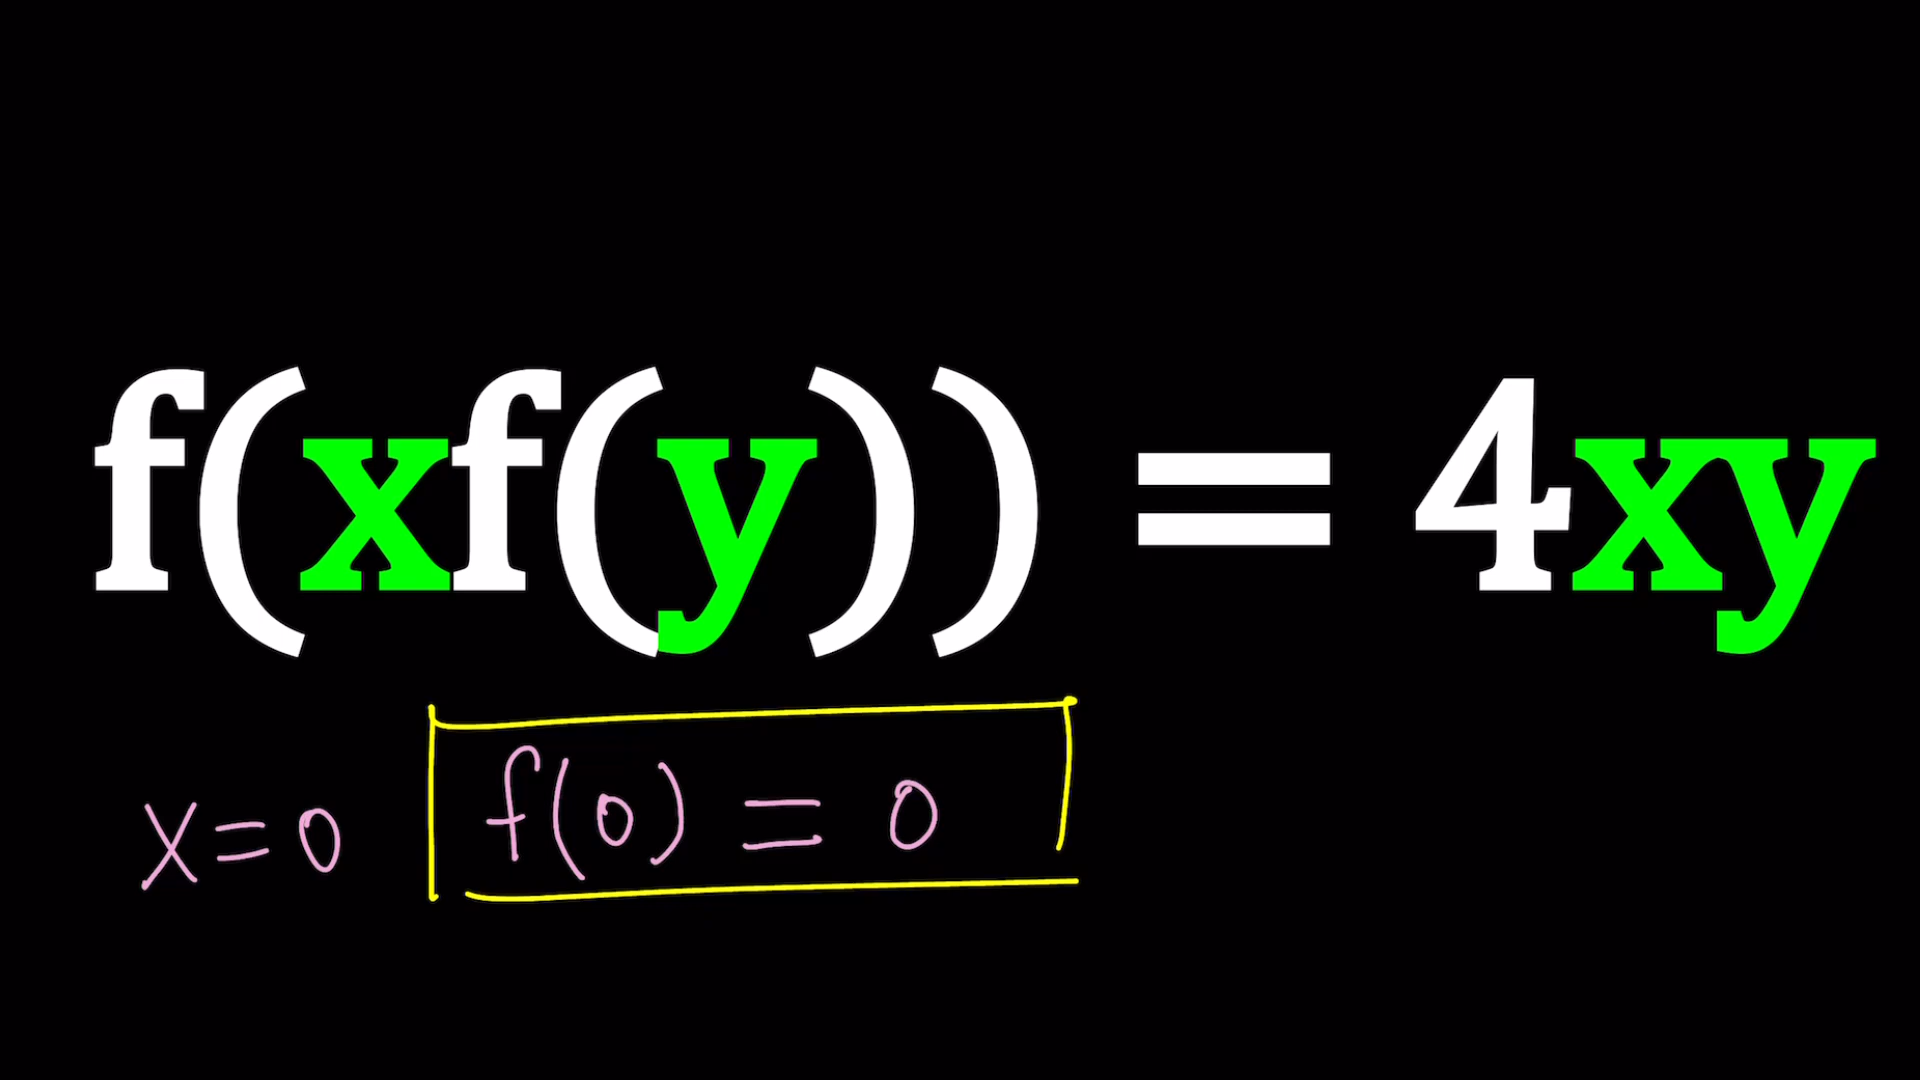 f(xf(y)) = 4xy
x=0 f(0) = 0